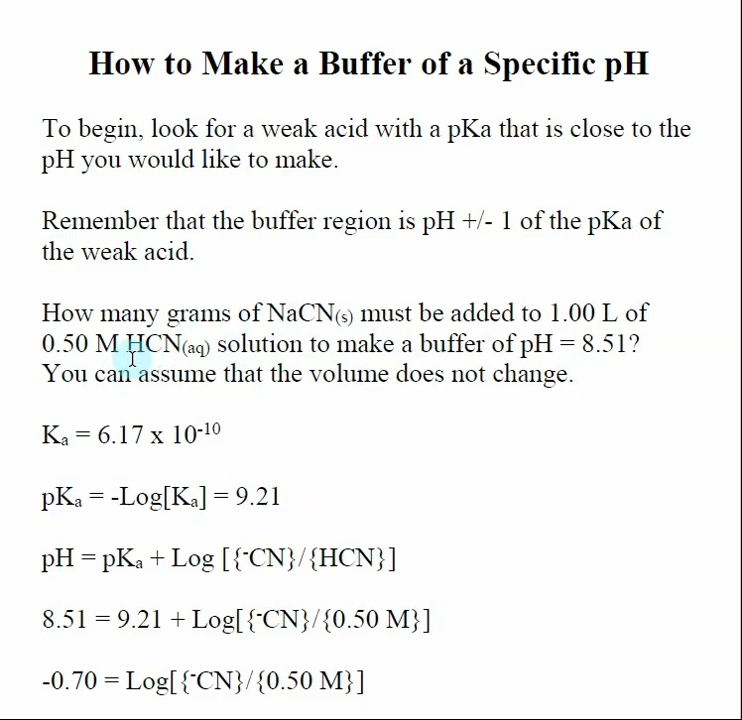 How to Make a Buffer of a Specific pH
To begin, look for a weak acid with a pKa that is close to the
pH you would like to make.
Remember that the buffer region is pH +/- 1 of the pKa of
the weak acid.
How many grams of NaCN(s) must be added to 1.00 L of
0.50 M HCN(aq) solution to make a buffer of pH = 8.51?
You can assume that the volume does not change.
Kₐ = 6.17 x 10⁻¹⁰
pKₐ = -Log[Kₐ] = 9.21
pH = pKₐ + Log [{⁻CN}/{HCN}]
8.51 = 9.21 + Log[{⁻CN}/{0.50 M}]
-0.70 = Log[{⁻CN}/{0.50 M}]